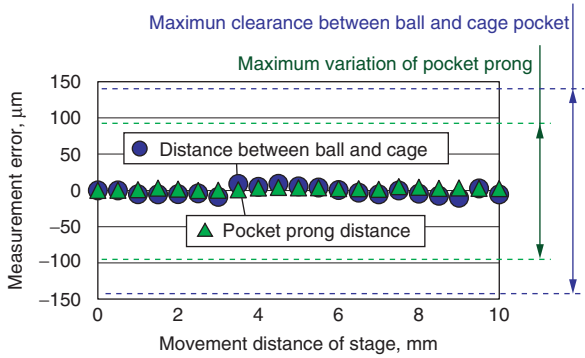 Maximun clearance between ball and cage pocket
Maximum variation of pocket prong
Measurement error, μm
150
100
50
0
−50
−100
−150
Distance between ball and cage
Pocket prong distance
0 2 4 6 8 10
Movement distance of stage, mm